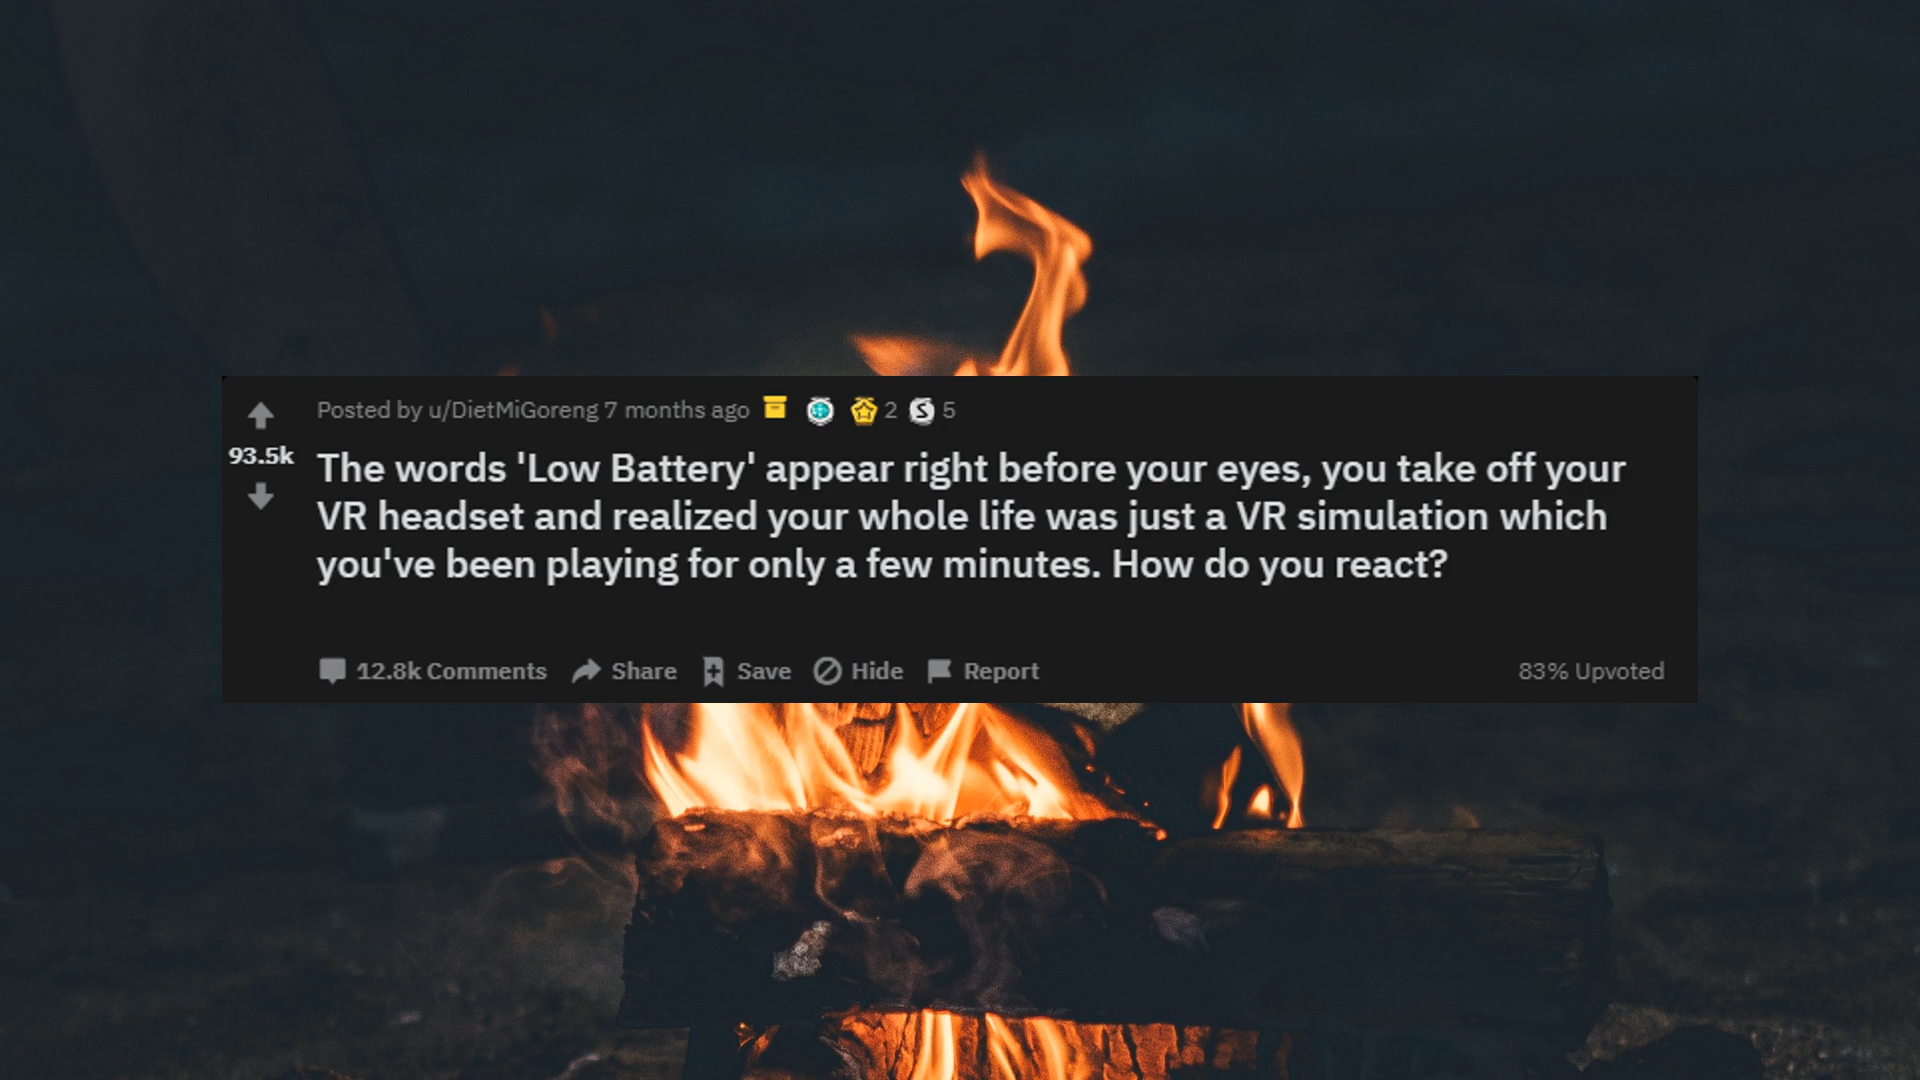 Posted by u/DietMiGoreng 7 months ago 2 5
93.5k
The words 'Low Battery' appear right before your eyes, you take off your
VR headset and realized your whole life was just a VR simulation which
you've been playing for only a few minutes. How do you react?
12.8k Comments Share Save Hide Report 83% Upvoted